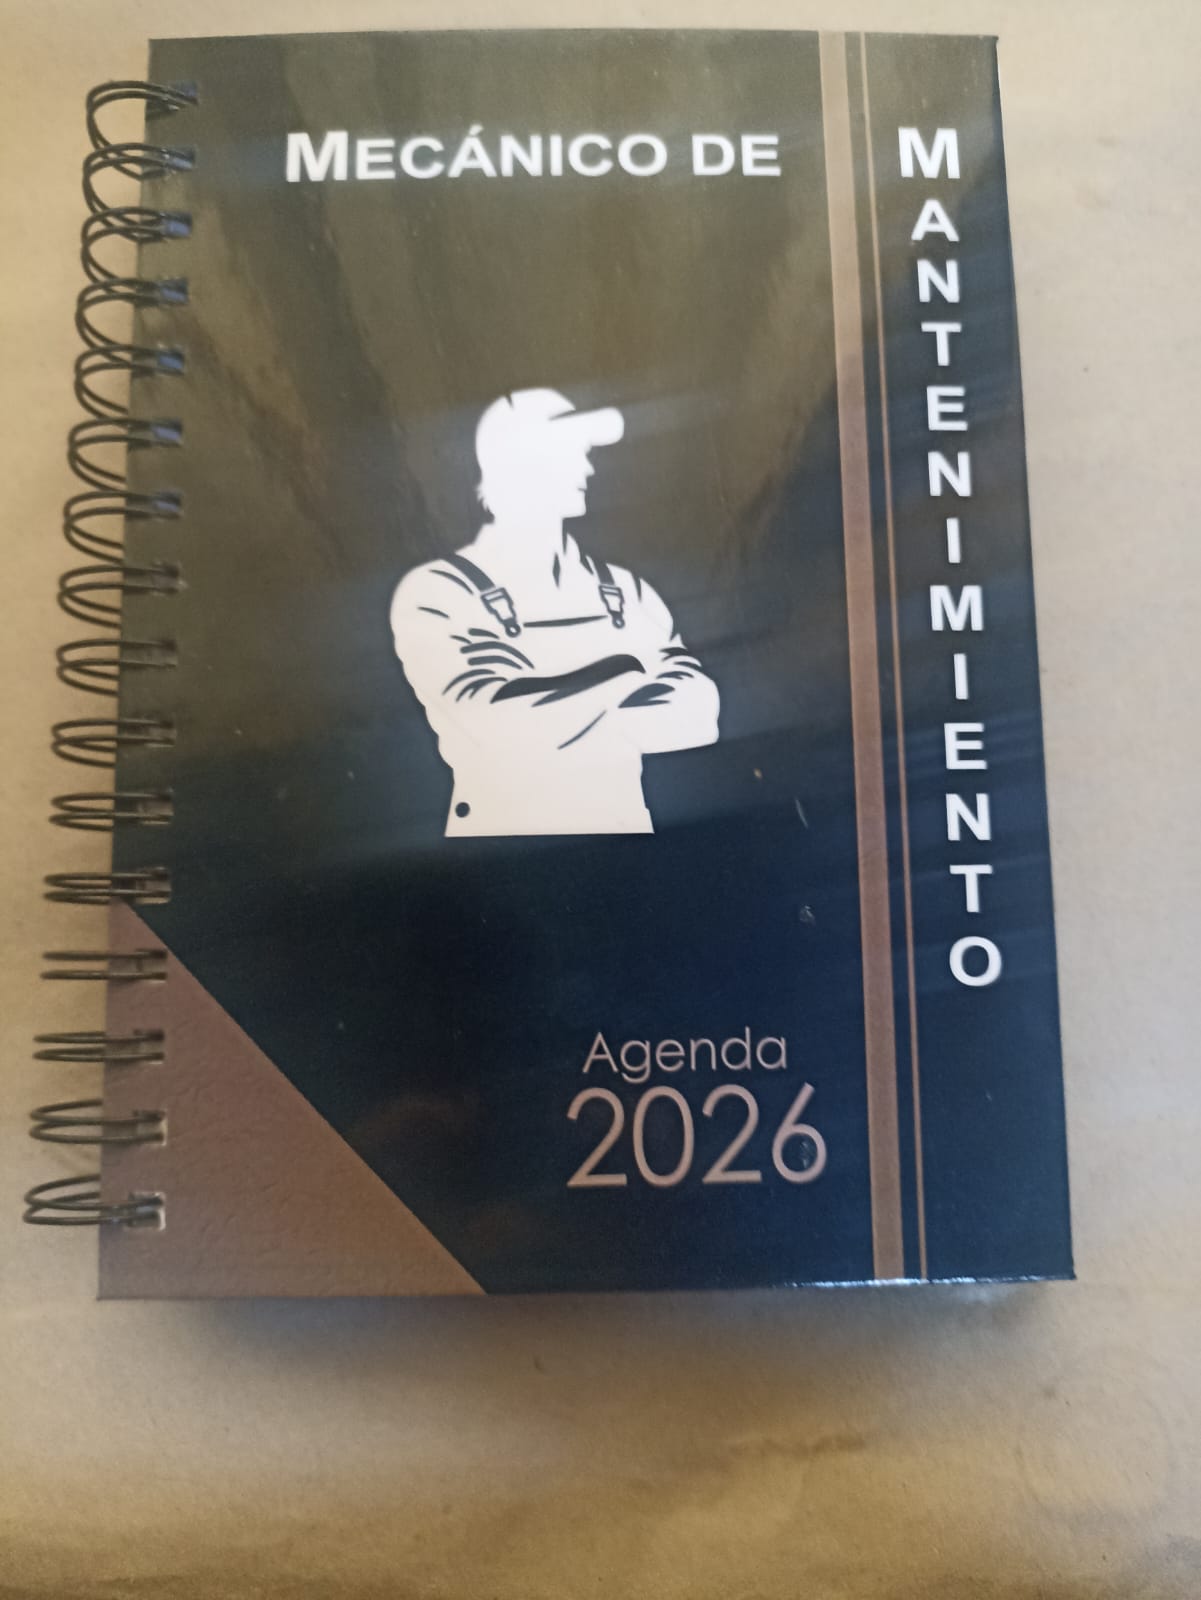 MECÁNICO DE
MANTENIMIENTO
Agenda
2026